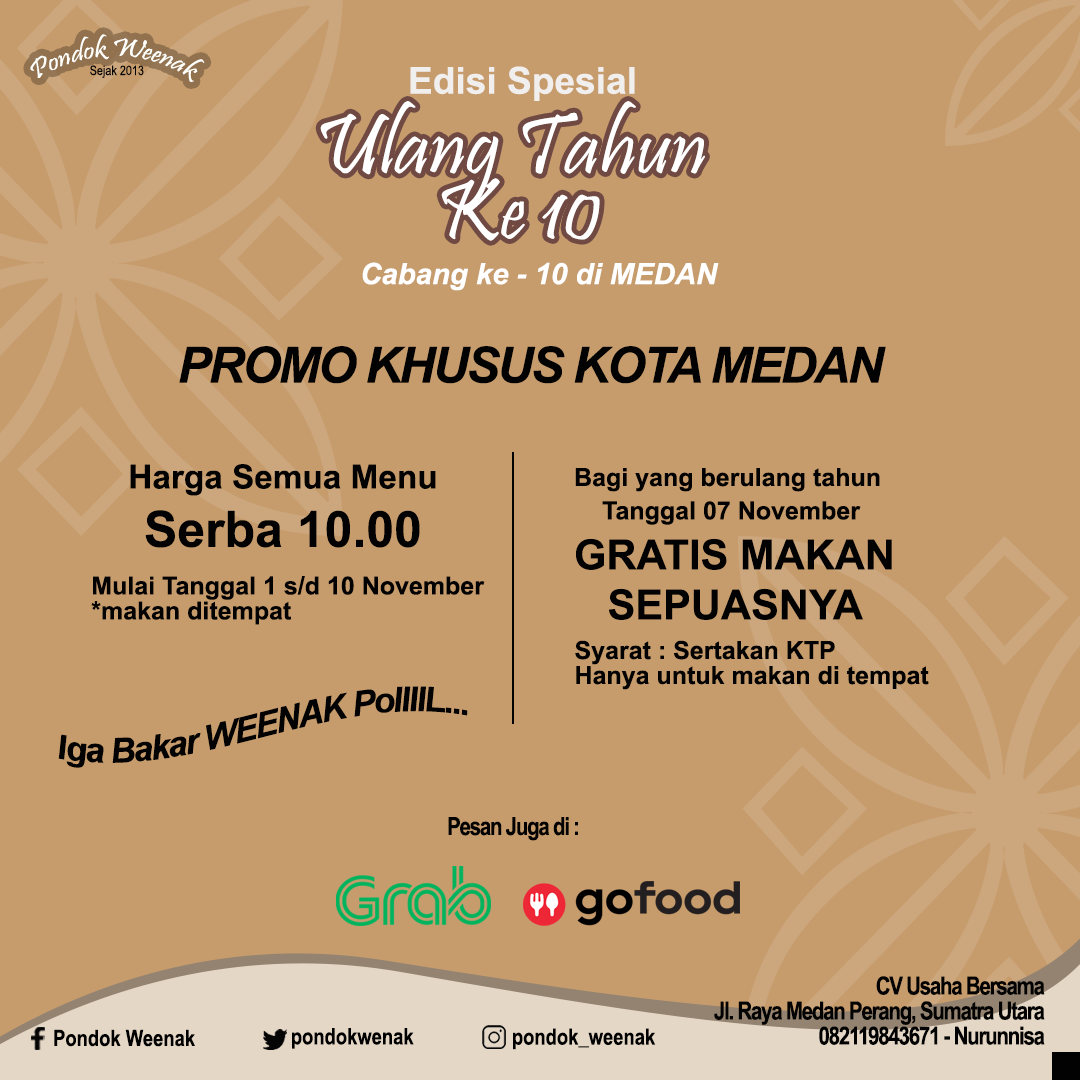 Pondok Weenak
Sejak 2013
Edisi Spesial
Ulang Tahun
Ke 10
Cabang ke - 10 di MEDAN
PROMO KHUSUS KOTA MEDAN
Harga Semua Menu
Serba 10.00
Mulai Tanggal 1 s/d 10 November
*makan ditempat
Iga Bakar WEENAK PolIIIL...
Bagi yang berulang tahun
Tanggal 07 November
GRATIS MAKAN
SEPUASNYA
Syarat : Sertakan KTP
Hanya untuk makan di tempat
Pesan Juga di :
Grab
gofood
CV Usaha Bersama
Jl. Raya Medan Perang, Sumatra Utara
082119843671 - Nurunnisa
Pondok Weenak
pondokwenak
pondok_weenak